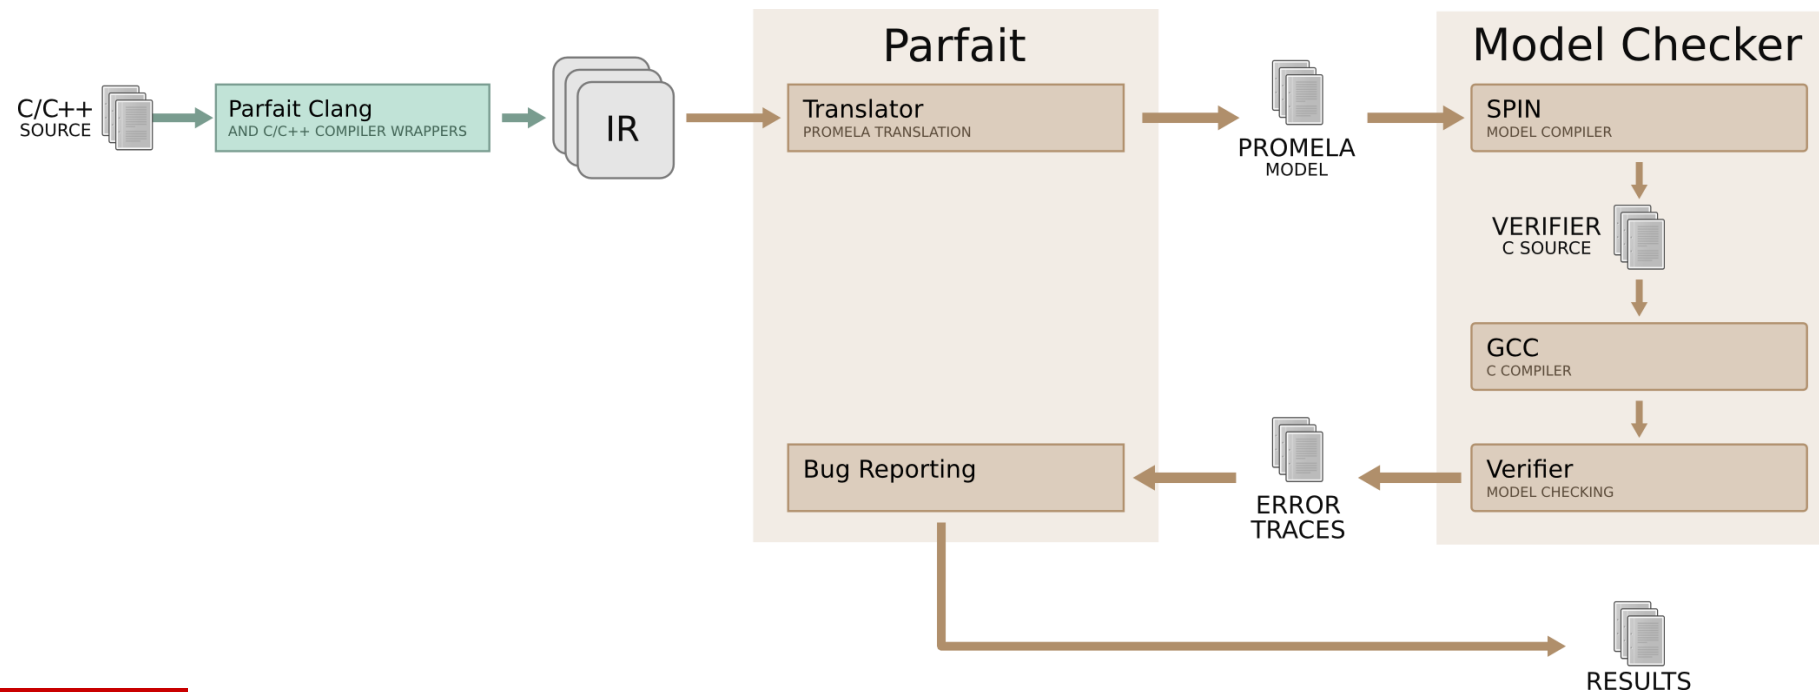 Parfait
Model Checker
C/C++
SOURCE
Parfait Clang
AND C/C++ COMPILER WRAPPERS
IR
Translator
PROMELA TRANSLATION
PROMELA
MODEL
SPIN
MODEL COMPILER
VERIFIER
C SOURCE
GCC
C COMPILER
Verifier
MODEL CHECKING
ERROR
TRACES
Bug Reporting
RESULTS